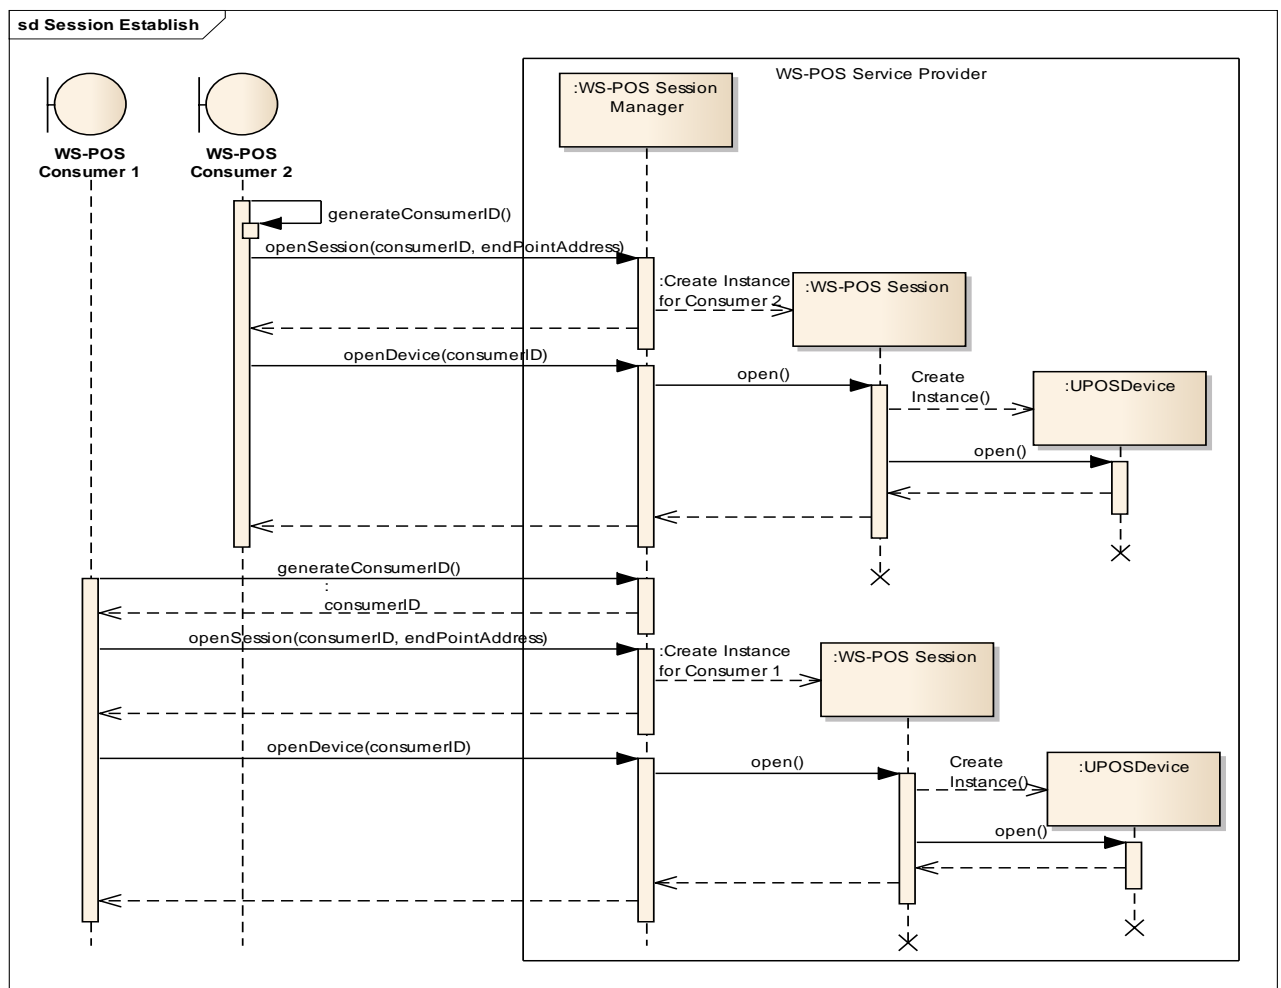 sd Session Establish
WS-POS Service Provider
:WS-POS Session
Manager
WS-POS
Consumer 1
WS-POS
Consumer 2
generateConsumerID()
openSession(consumerID, endPointAddress)
:Create Instance
for Consumer 2
:WS-POS Session
openDevice(consumerID)
open()
Create
Instance()
:UPOSDevice
open()
generateConsumerID()
:
consumerID
openSession(consumerID, endPointAddress)
:Create Instance
for Consumer 1
:WS-POS Session
openDevice(consumerID)
open()
Create
Instance()
:UPOSDevice
open()